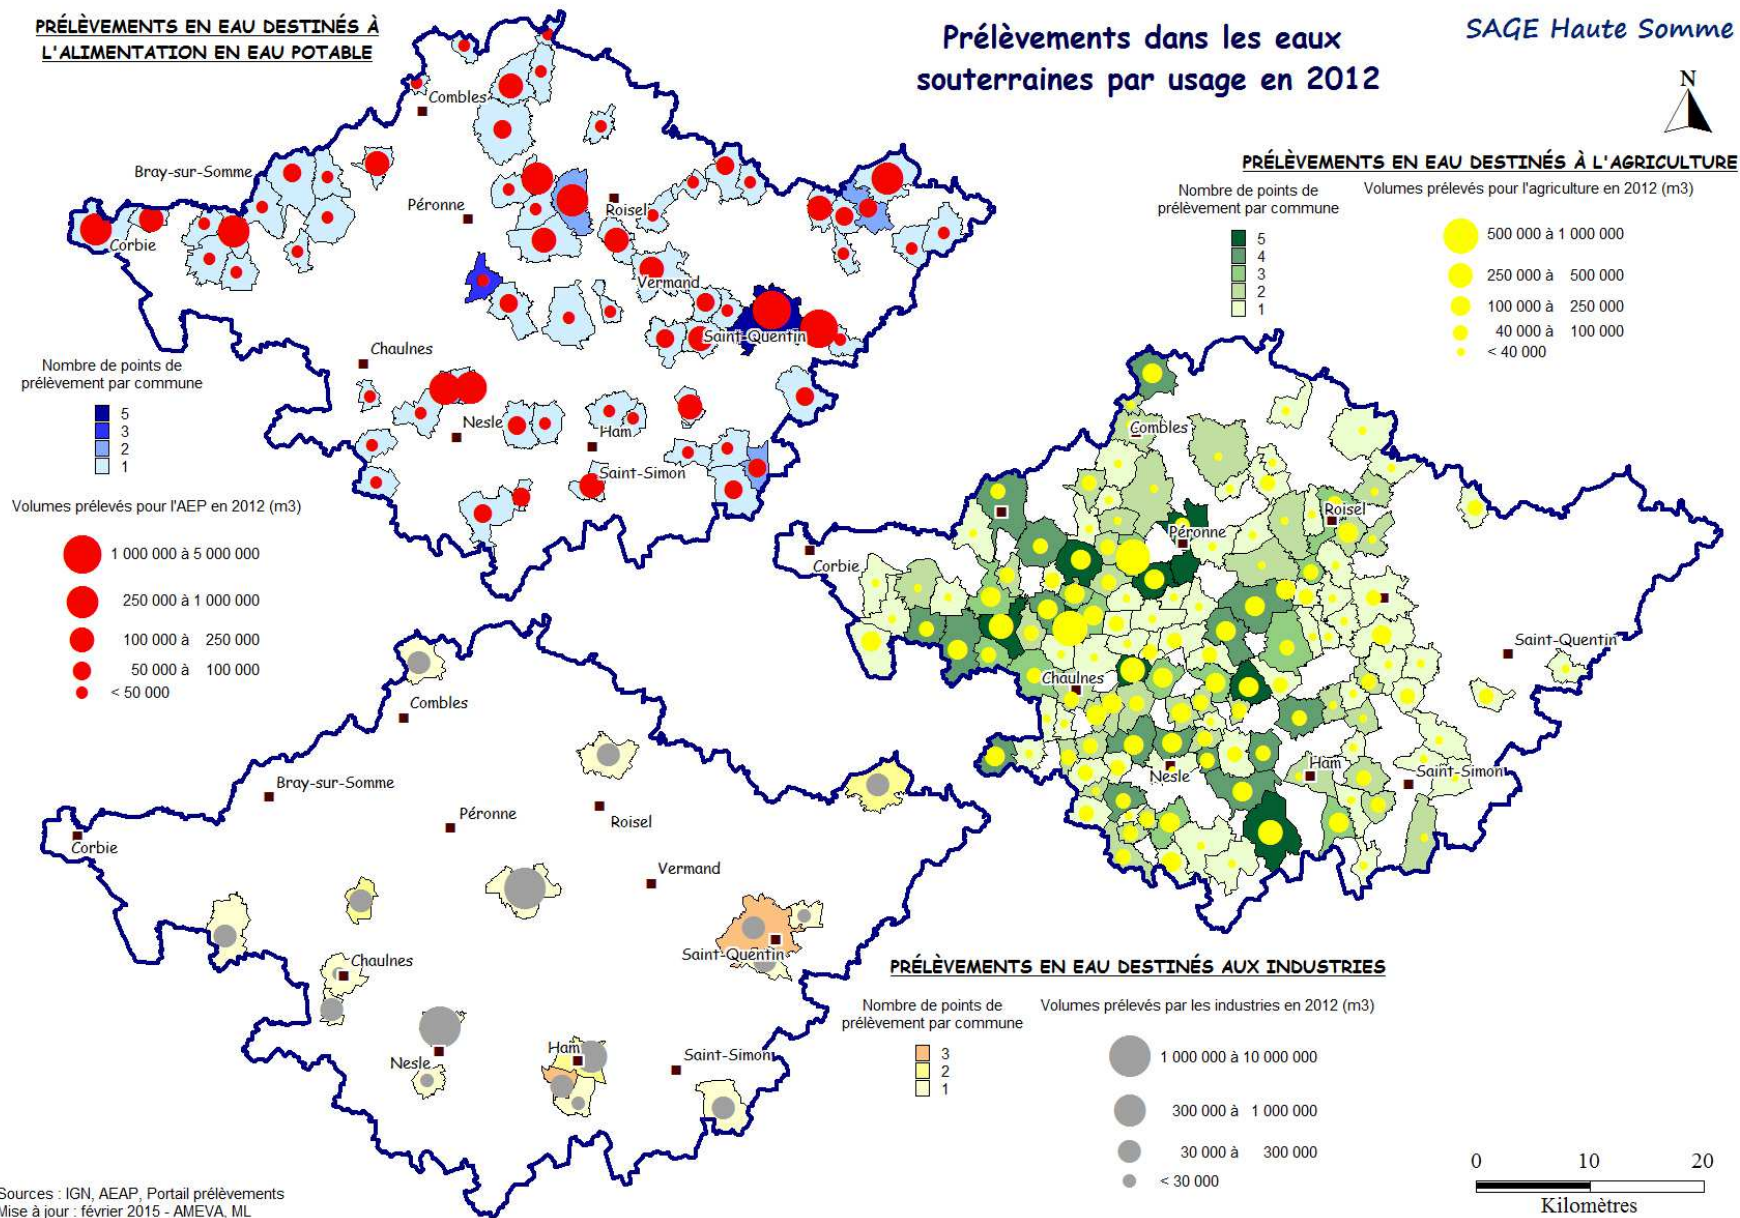 PRÉLÈVEMENTS EN EAU DESTINÉS À
L'ALIMENTATION EN EAU POTABLE
Prélèvements dans les eaux
souterraines par usage en 2012
SAGE Haute Somme
N
Combles
Bray-sur-Somme
Péronne
Roisel
Corbie
Vermand
Saint-Quentin
Chaulnes
Nesle
Ham
Saint-Simon
Nombre de points de
prélèvement par commune
5
3
2
1
Volumes prélevés pour l'AEP en 2012 (m3)
1 000 000 à 5 000 000
250 000 à 1 000 000
100 000 à 250 000
50 000 à 100 000
< 50 000
PRÉLÈVEMENTS EN EAU DESTINÉS À L'AGRICULTURE
Nombre de points de
prélèvement par commune
5
4
3
2
1
Volumes prélevés pour l'agriculture en 2012 (m3)
500 000 à 1 000 000
250 000 à 500 000
100 000 à 250 000
40 000 à 100 000
< 40 000
Combles
Roisel
Péronne
Corbie
Saint-Quentin
Chaulnes
Nesle
Ham
Saint-Simon
Combles
Bray-sur-Somme
Péronne
Roisel
Corbie
Vermand
Saint-Quentin
Chaulnes
Nesle
Ham
Saint-Simon
PRÉLÈVEMENTS EN EAU DESTINÉS AUX INDUSTRIES
Nombre de points de
prélèvement par commune
3
2
1
Volumes prélevés par les industries en 2012 (m3)
1 000 000 à 10 000 000
300 000 à 1 000 000
30 000 à 300 000
< 30 000
0 10 20
Kilomètres
Sources : IGN, AEAP, Portail prélèvements
Mise à jour : février 2015 - AMEVA, ML